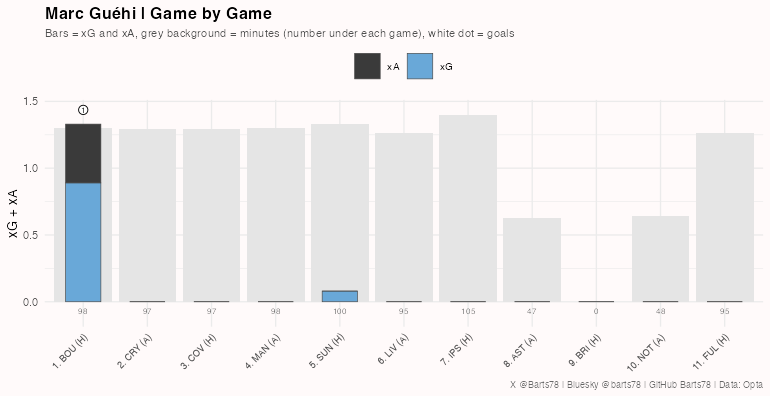 Marc Guéhi | Game by Game
Bars = xG and xA, grey background = minutes (number under each game), white dot = goals
xA xG
xG + xA
1.5
1.0
0.5
0.0
1
98 97 97 98 100 95 105 47 0 48 95
1. BOU (H)
2. CRY (A)
3. COV (H)
4. MAN (A)
5. SUN (H)
6. LIV (A)
7. IPS (H)
8. AST (A)
9. BRI (H)
10. NOT (A)
11. FUL (H)
X @Barts78 | Bluesky @barts78 | GitHub Barts78 | Data: Opta